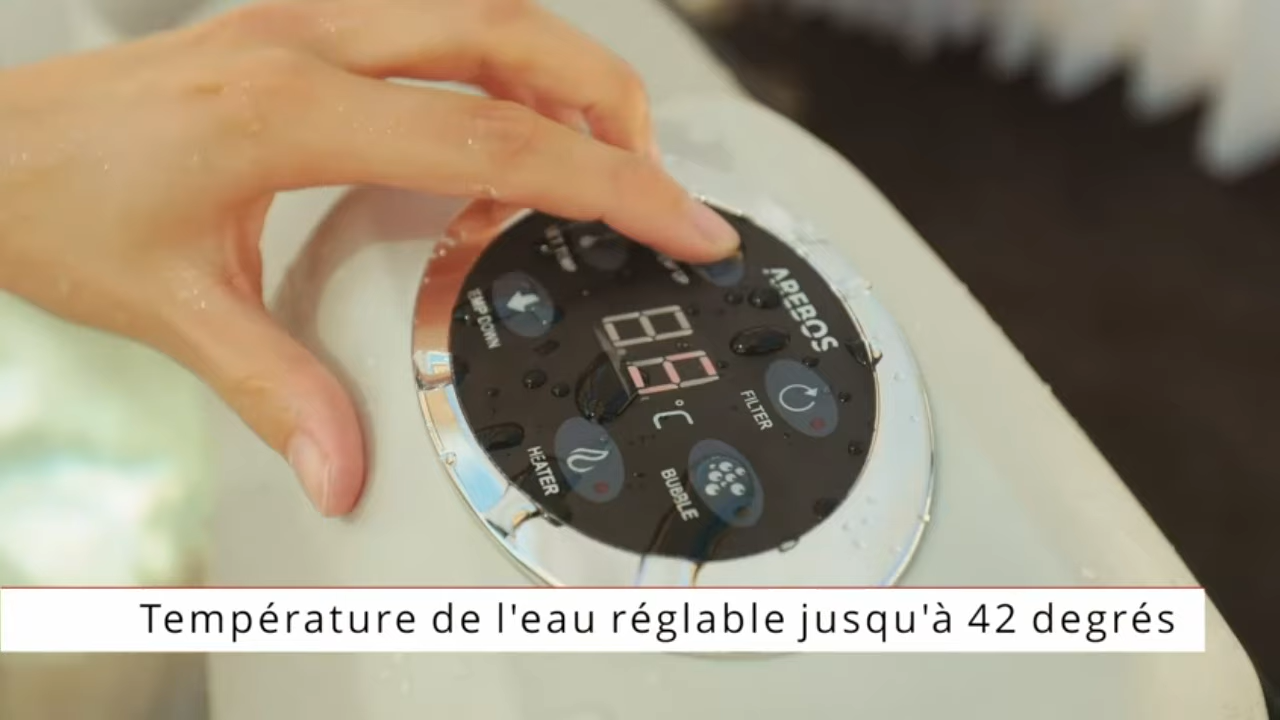 AREBOS
TEMP DOWN
FILTER
°C
HEATER
BUBBLE
Température de l'eau réglable jusqu'à 42 degrés